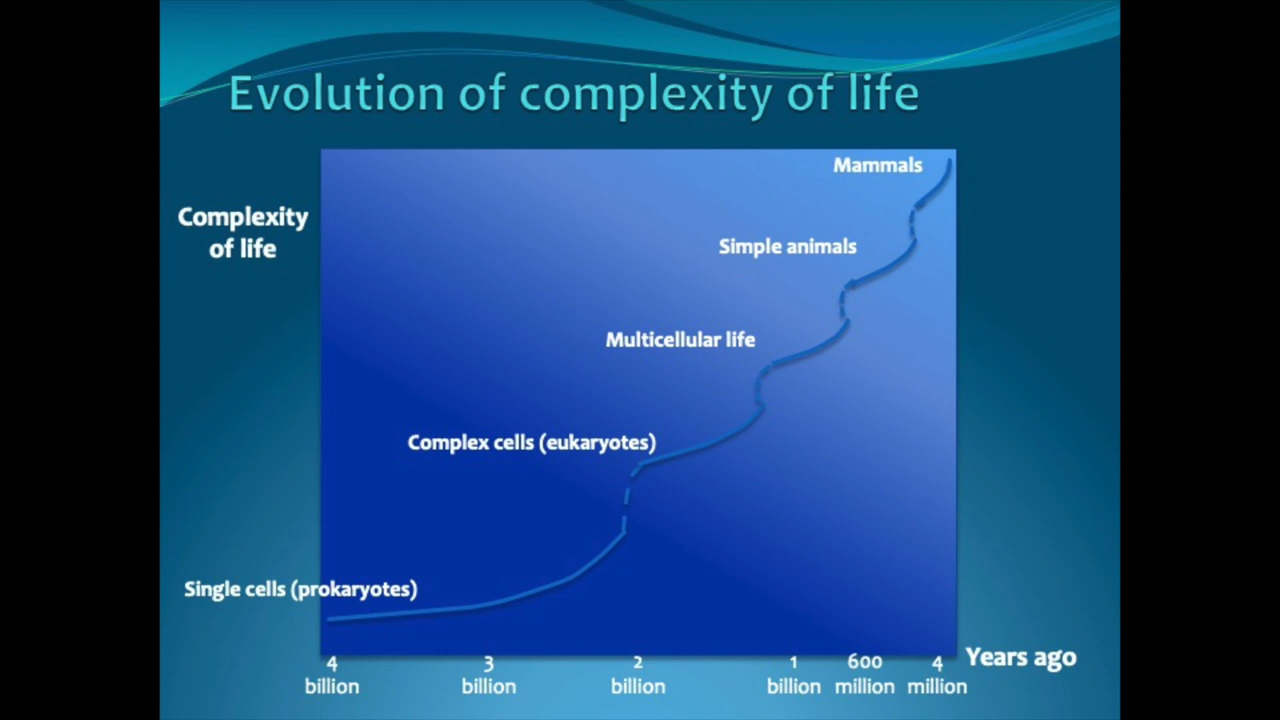 Evolution of complexity of life
Mammals
Complexity
of life
Simple animals
Multicellular life
Complex cells (eukaryotes)
Single cells (prokaryotes)
4
billion
3
billion
2
billion
1
billion
600
million
4
million
Years ago